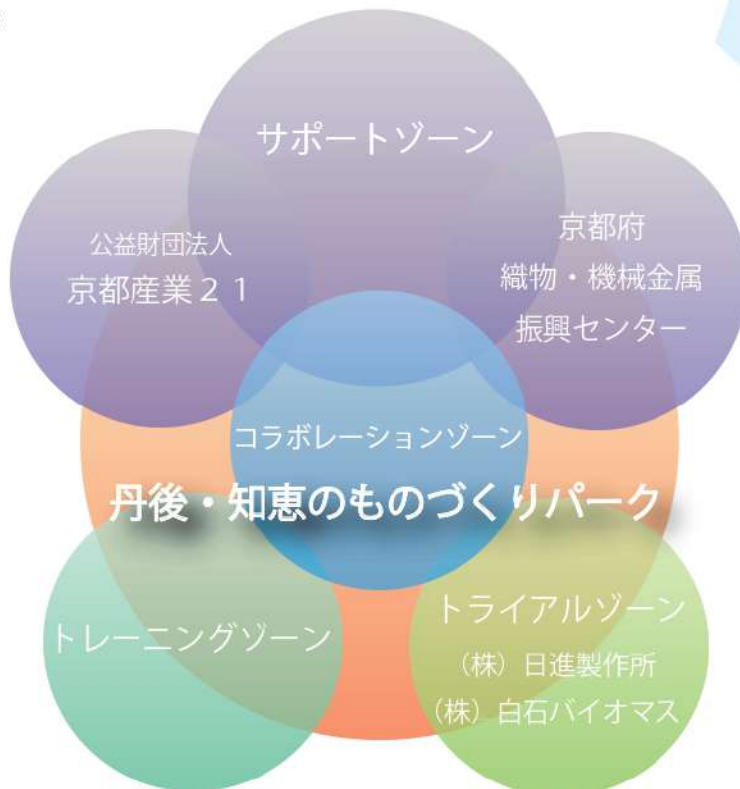 サポートゾーン
公益財団法人
京都産業２１
京都府
織物・機械金属
振興センター
コラボレーションゾーン
丹後・知恵のものづくりパーク
トレーニングゾーン
トライアルゾーン
（株）日進製作所
（株）白石バイオマス